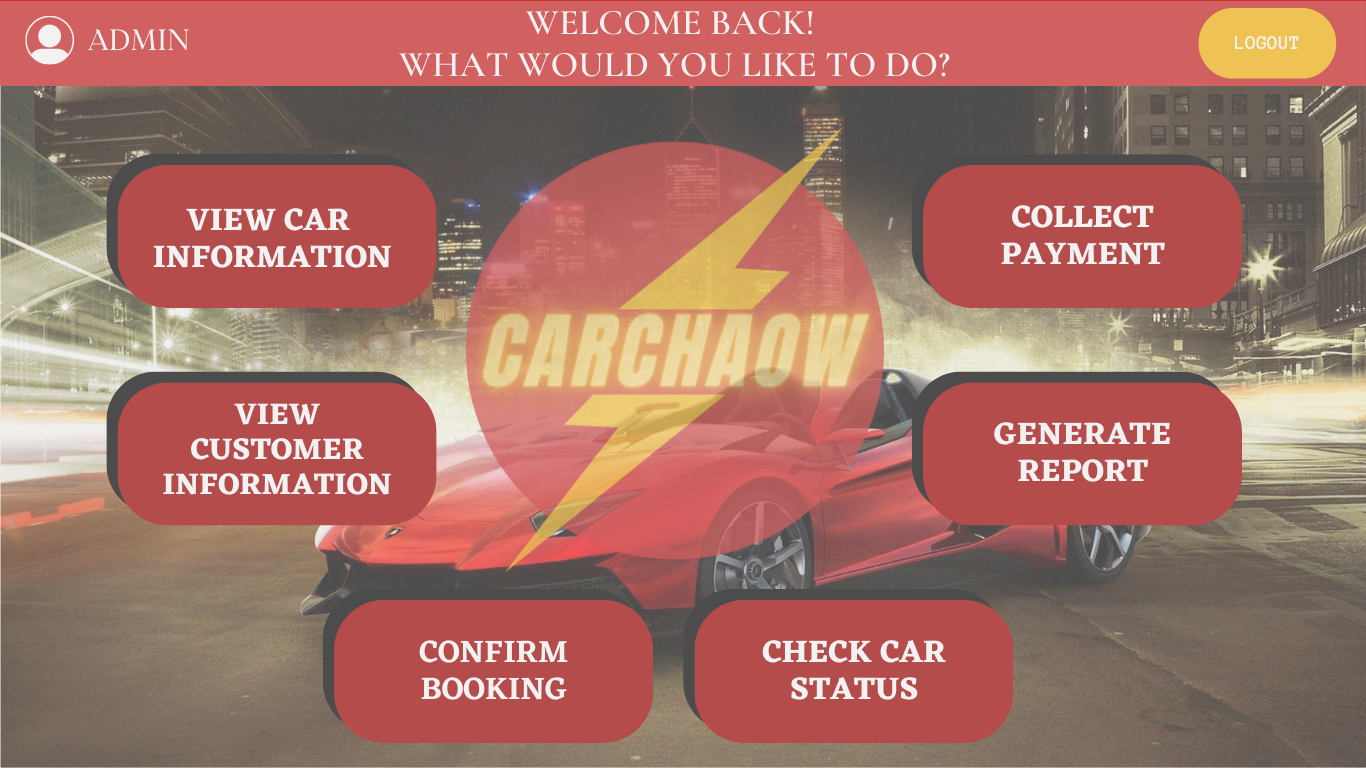 ADMIN
WELCOME BACK!
WHAT WOULD YOU LIKE TO DO?
LOGOUT
VIEW CAR
INFORMATION
COLLECT
PAYMENT
CARCHAOW
VIEW
CUSTOMER
INFORMATION
GENERATE
REPORT
CONFIRM
BOOKING
CHECK CAR
STATUS